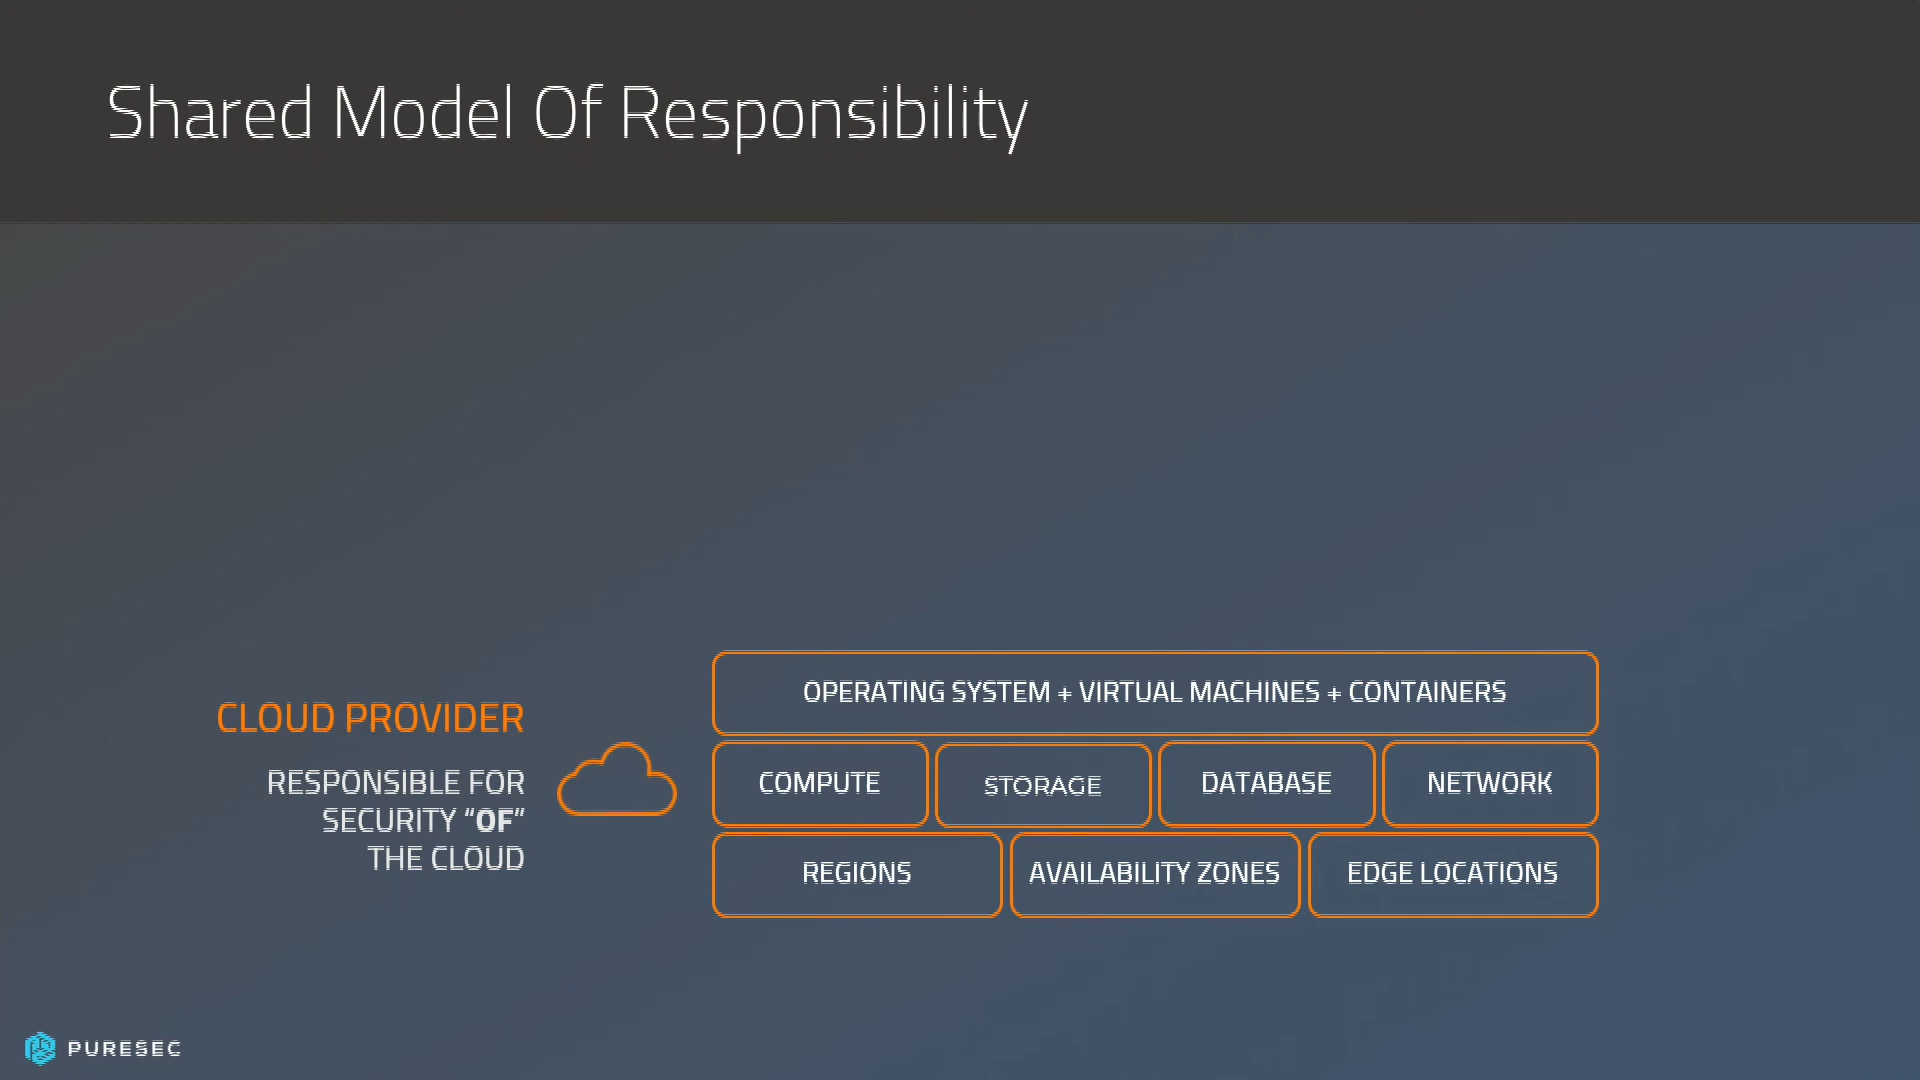 Shared Model Of Responsibility
CLOUD PROVIDER
RESPONSIBLE FOR
SECURITY “OF”
THE CLOUD
OPERATING SYSTEM + VIRTUAL MACHINES + CONTAINERS
COMPUTE
STORAGE
DATABASE
NETWORK
REGIONS
AVAILABILITY ZONES
EDGE LOCATIONS
PURESEC